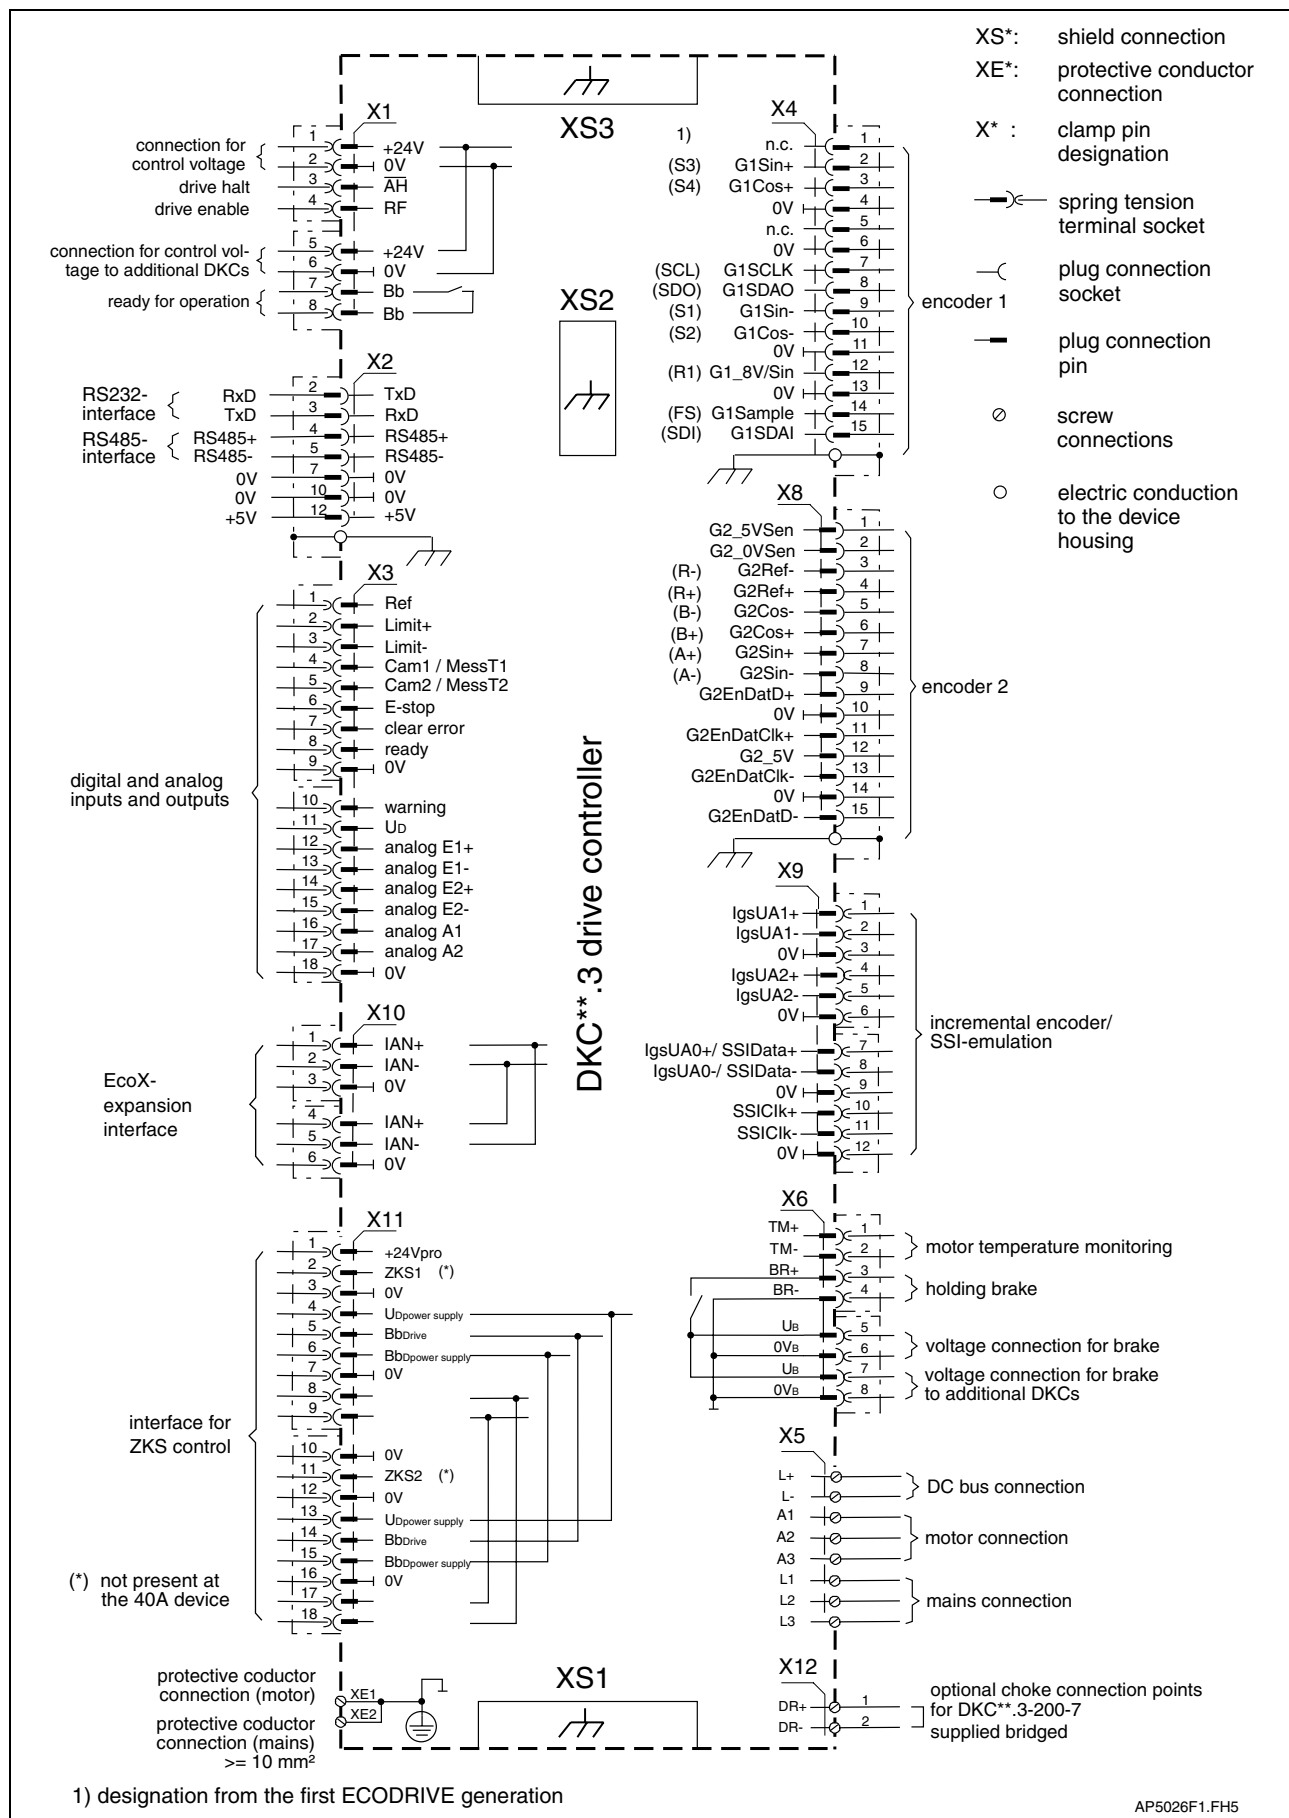 XS*: shield connection
XE*: protective conductor
connection
X* : clamp pin
designation
spring tension
terminal socket
plug connection
socket
plug connection
pin
screw
connections
electric conduction
to the device
housing
XS3
XS2
DKC**.3 drive controller
XS1
X1
connection for
control voltage
1 +24V
2 0V
drive halt 3 AH
drive enable 4 RF
connection for control vol-
tage to additional DKCs
5 +24V
6 0V
ready for operation
7 Bb
8 Bb
X2
RS232-
interface
RxD 2 TxD
TxD 3 RxD
RS485-
interface
RS485+ 4 RS485+
RS485- 5 RS485-
0V 7 0V
0V 10 0V
+5V 12 +5V
X3
digital and analog
inputs and outputs
1 Ref
2 Limit+
3 Limit-
4 Cam1 / MessT1
5 Cam2 / MessT2
6 E-stop
7 clear error
8 ready
9 0V
10 warning
11 UD
12 analog E1+
13 analog E1-
14 analog E2+
15 analog E2-
16 analog A1
17 analog A2
18 0V
X10
EcoX-
expansion
interface
1 IAN+
2 IAN-
3 0V
4 IAN+
5 IAN-
6 0V
X11
interface for
ZKS control
1 +24Vpro
2 ZKS1 (*)
3 0V
4 UDpower supply
5 BbDrive
6 BbDpower supply
7 0V
8
9
10 0V
11 ZKS2 (*)
12 0V
13 UDpower supply
14 BbDrive
15 BbDpower supply
16 0V
17
18
(*) not present at
the 40A device
protective coductor
connection (motor)
XE1
XE2
protective coductor
connection (mains)
>= 10 mm²
X4
1) n.c. 1
(S3) G1Sin+ 2
(S4) G1Cos+ 3
0V 4
n.c. 5
0V 6
(SCL) G1SCLK 7
(SDO) G1SDAO 8
(S1) G1Sin- 9
(S2) G1Cos- 10
0V 11
(R1) G1_8V/Sin 12
0V 13
(FS) G1Sample 14
(SDI) G1SDAI 15
encoder 1
X8
G2_5VSen 1
G2_0VSen 2
(R-) G2Ref- 3
(R+) G2Ref+ 4
(B-) G2Cos- 5
(B+) G2Cos+ 6
(A+) G2Sin+ 7
(A-) G2Sin- 8
G2EnDatD+ 9
0V 10
G2EnDatClk+ 11
G2_5V 12
G2EnDatClk- 13
0V 14
G2EnDatD- 15
encoder 2
X9
IgsUA1+ 1
IgsUA1- 2
0V 3
IgsUA2+ 4
IgsUA2- 5
0V 6
IgsUA0+/ SSIData+ 7
IgsUA0-/ SSIData- 8
0V 9
SSIClk+ 10
SSIClk- 11
0V 12
incremental encoder/
SSI-emulation
X6
TM+ 1
TM- 2
motor temperature monitoring
BR+ 3
BR- 4
holding brake
UB 5
0VB 6
voltage connection for brake
UB 7
0VB 8
voltage connection for brake
to additional DKCs
X5
L+
L-
DC bus connection
A1
A2
A3
motor connection
L1
L2
L3
mains connection
X12
DR+ 1
DR- 2
optional choke connection points
for DKC**.3-200-7
supplied bridged
1) designation from the first ECODRIVE generation
AP5026F1.FH5